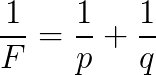 1/F = 1/p + 1/q